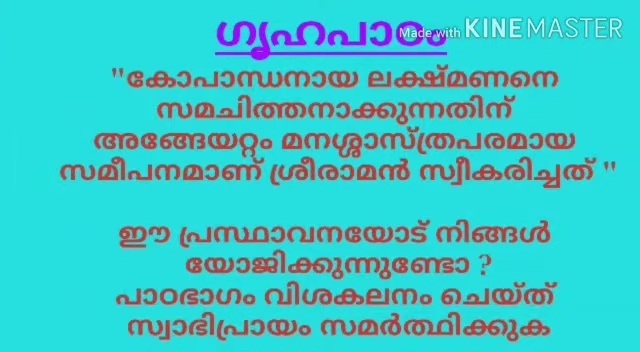 ഗൃഹപാഠം
Made with KINEMASTER
"കോപാന്ധനായ ലക്ഷ്മണനെ
സമചിത്തനാക്കുന്നതിന്
അങ്ങേയറ്റം മനശ്ശാസ്ത്രപരമായ
സമീപനമാണ് ശ്രീരാമൻ സ്വീകരിച്ചത് "
ഈ പ്രസ്ഥാവനയോട് നിങ്ങൾ
യോജിക്കുന്നുണ്ടോ ?
പാഠഭാഗം വിശകലനം ചെയ്ത്
സ്വാഭിപ്രായം സമർത്ഥിക്കുക